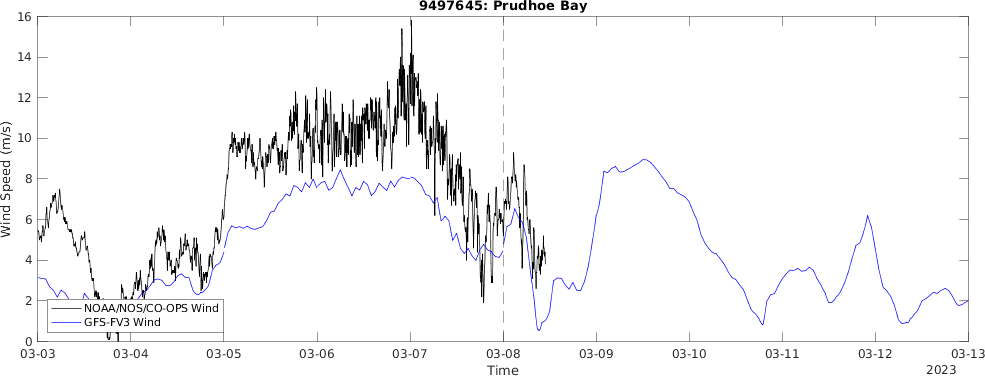 9497645: Prudhoe Bay
16
14
12
10
8
6
4
2
0
Wind Speed (m/s)
NOAA/NOS/CO-OPS Wind
GFS-FV3 Wind
03-03 03-04 03-05 03-06 03-07 03-08 03-09 03-10 03-11 03-12 03-13
Time
2023